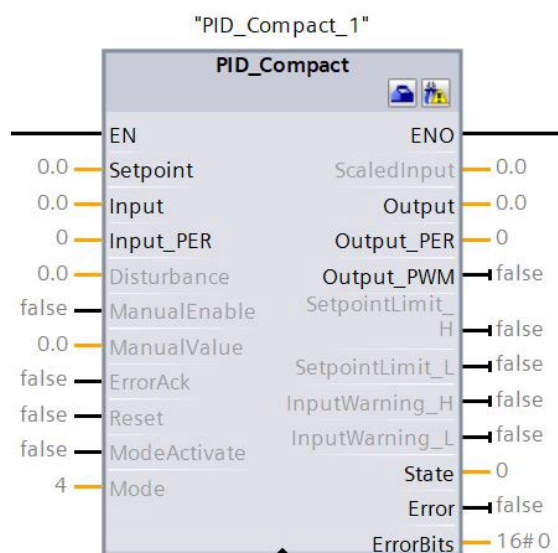 "PID_Compact_1"
PID_Compact
EN ENO
0.0 Setpoint ScaledInput 0.0
0.0 Input Output 0.0
0 Input_PER Output_PER 0
0.0 Disturbance Output_PWM false
false ManualEnable SetpointLimit_
H false
0.0 ManualValue
false ErrorAck SetpointLimit_L false
false Reset InputWarning_H false
false ModeActivate InputWarning_L false
4 Mode State 0
Error false
ErrorBits 16#0